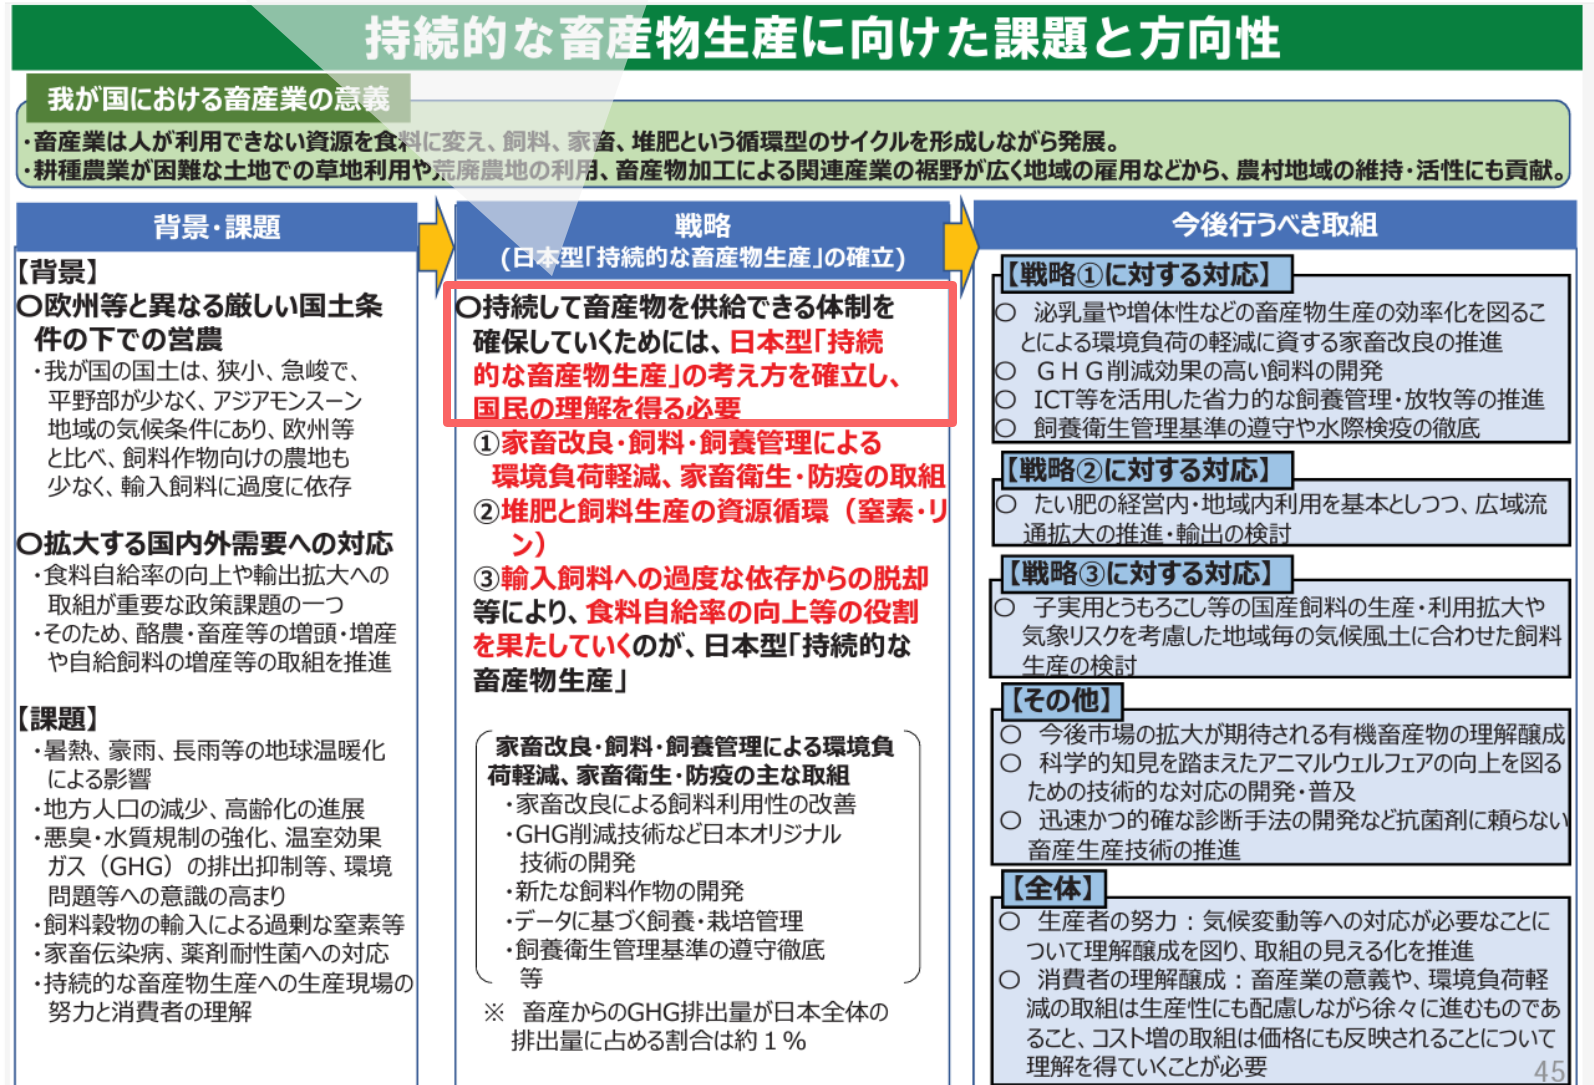 持続的な畜産物生産に向けた課題と方向性
我が国における畜産業の意義
・畜産業は人が利用できない資源を食料に変え、飼料、家畜、堆肥という循環型のサイクルを形成しながら発展。
・耕種農業が困難な土地での草地利用や荒廃農地の利用、畜産物加工による関連産業の裾野が広く地域の雇用などから、農村地域の維持・活性にも貢献。
背景・課題
【背景】
〇欧州等と異なる厳しい国土条
件の下での営農
・我が国の国土は、狭小、急峻で、
平野部が少なく、アジアモンスーン
地域の気候条件にあり、欧州等
と比べ、飼料作物向けの農地も
少なく、輸入飼料に過度に依存
〇拡大する国内外需要への対応
・食料自給率の向上や輸出拡大への
取組が重要な政策課題の一つ
・そのため、酪農・畜産等の増頭・増産
や自給飼料の増産等の取組を推進
【課題】
・暑熱、豪雨、長雨等の地球温暖化
による影響
・地方人口の減少、高齢化の進展
・悪臭・水質規制の強化、温室効果
ガス（GHG）の排出抑制等、環境
問題等への意識の高まり
・飼料穀物の輸入による過剰な窒素等
・家畜伝染病、薬剤耐性菌への対応
・持続的な畜産物生産への生産現場の
努力と消費者の理解
戦略
(日本型「持続的な畜産物生産」の確立)
〇持続して畜産物を供給できる体制を
確保していくためには、日本型「持続
的な畜産物生産」の考え方を確立し、
国民の理解を得る必要
①家畜改良・飼料・飼養管理による
環境負荷軽減、家畜衛生・防疫の取組
②堆肥と飼料生産の資源循環（窒素・リ
ン）
③輸入飼料への過度な依存からの脱却
等により、食料自給率の向上等の役割
を果たしていくのが、日本型「持続的な
畜産物生産」
家畜改良・飼料・飼養管理による環境負
荷軽減、家畜衛生・防疫の主な取組
・家畜改良による飼料利用性の改善
・GHG削減技術など日本オリジナル
技術の開発
・新たな飼料作物の開発
・データに基づく飼養・栽培管理
・飼養衛生管理基準の遵守徹底
等
※ 畜産からのGHG排出量が日本全体の
排出量に占める割合は約１％
今後行うべき取組
【戦略①に対する対応】
〇 泌乳量や増体性などの畜産物生産の効率化を図るこ
とによる環境負荷の軽減に資する家畜改良の推進
〇 ＧＨＧ削減効果の高い飼料の開発
〇 ICT等を活用した省力的な飼養管理・放牧等の推進
〇 飼養衛生管理基準の遵守や水際検疫の徹底
【戦略②に対する対応】
〇 たい肥の経営内・地域内利用を基本としつつ、広域流
通拡大の推進・輸出の検討
【戦略③に対する対応】
〇 子実用とうもろこし等の国産飼料の生産・利用拡大や
気象リスクを考慮した地域毎の気候風土に合わせた飼料
生産の検討
【その他】
〇 今後市場の拡大が期待される有機畜産物の理解醸成
〇 科学的知見を踏まえたアニマルウェルフェアの向上を図る
ための技術的な対応の開発・普及
〇 迅速かつ的確な診断手法の開発など抗菌剤に頼らない
畜産生産技術の推進
【全体】
〇 生産者の努力：気候変動等への対応が必要なことに
ついて理解醸成を図り、取組の見える化を推進
〇 消費者の理解醸成：畜産業の意義や、環境負荷軽
減の取組は生産性にも配慮しながら徐々に進むものであ
ること、コスト増の取組は価格にも反映されることについて
理解を得ていくことが必要
45